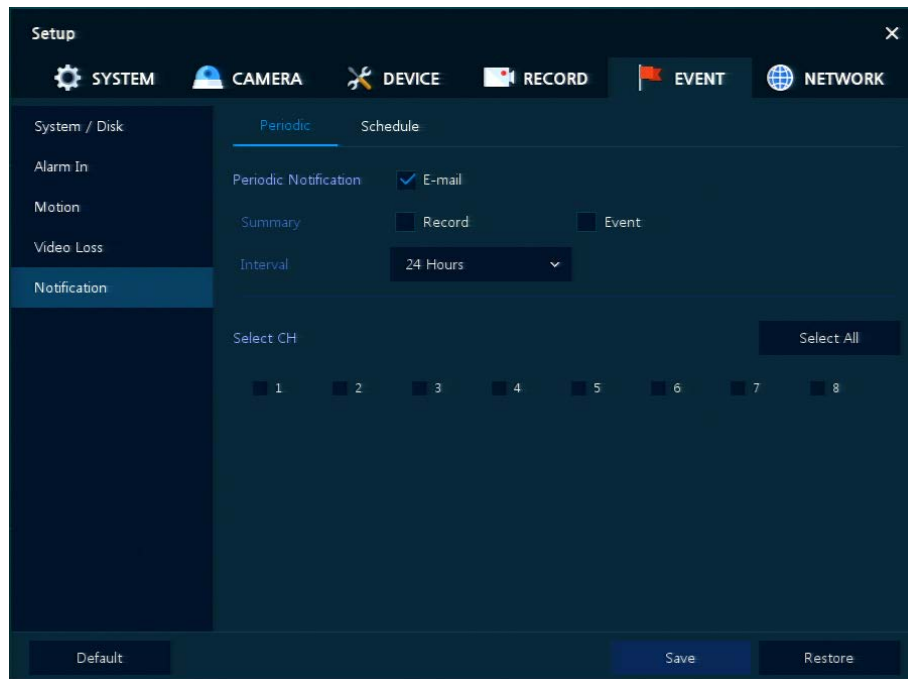 Setup
SYSTEM CAMERA DEVICE RECORD EVENT NETWORK
System / Disk
Alarm In
Motion
Video Loss
Notification
Periodic Schedule
Periodic Notification E-mail
Summary Record Event
Interval 24 Hours
Select CH Select All
1 2 3 4 5 6 7 8
Default Save Restore